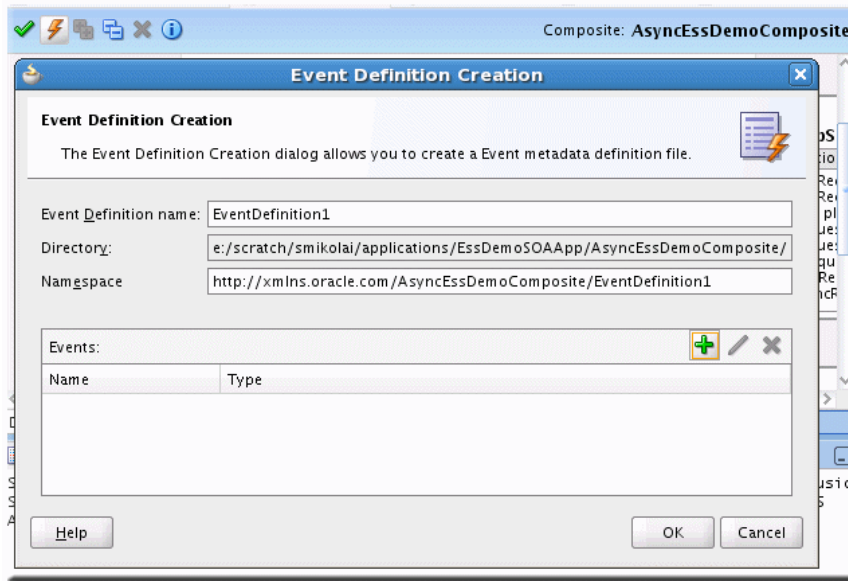 Composite: AsyncEssDemoComposite
Event Definition Creation
Event Definition Creation
The Event Definition Creation dialog allows you to create a Event metadata definition file.
Event Definition name: EventDefinition1
Directory: e:/scratch/smikolai/applications/EssDemoSOAApp/AsyncEssDemoComposite/
Namespace http://xmlns.oracle.com/AsyncEssDemoComposite/EventDefinition1
Events:
Name Type
Help OK Cancel